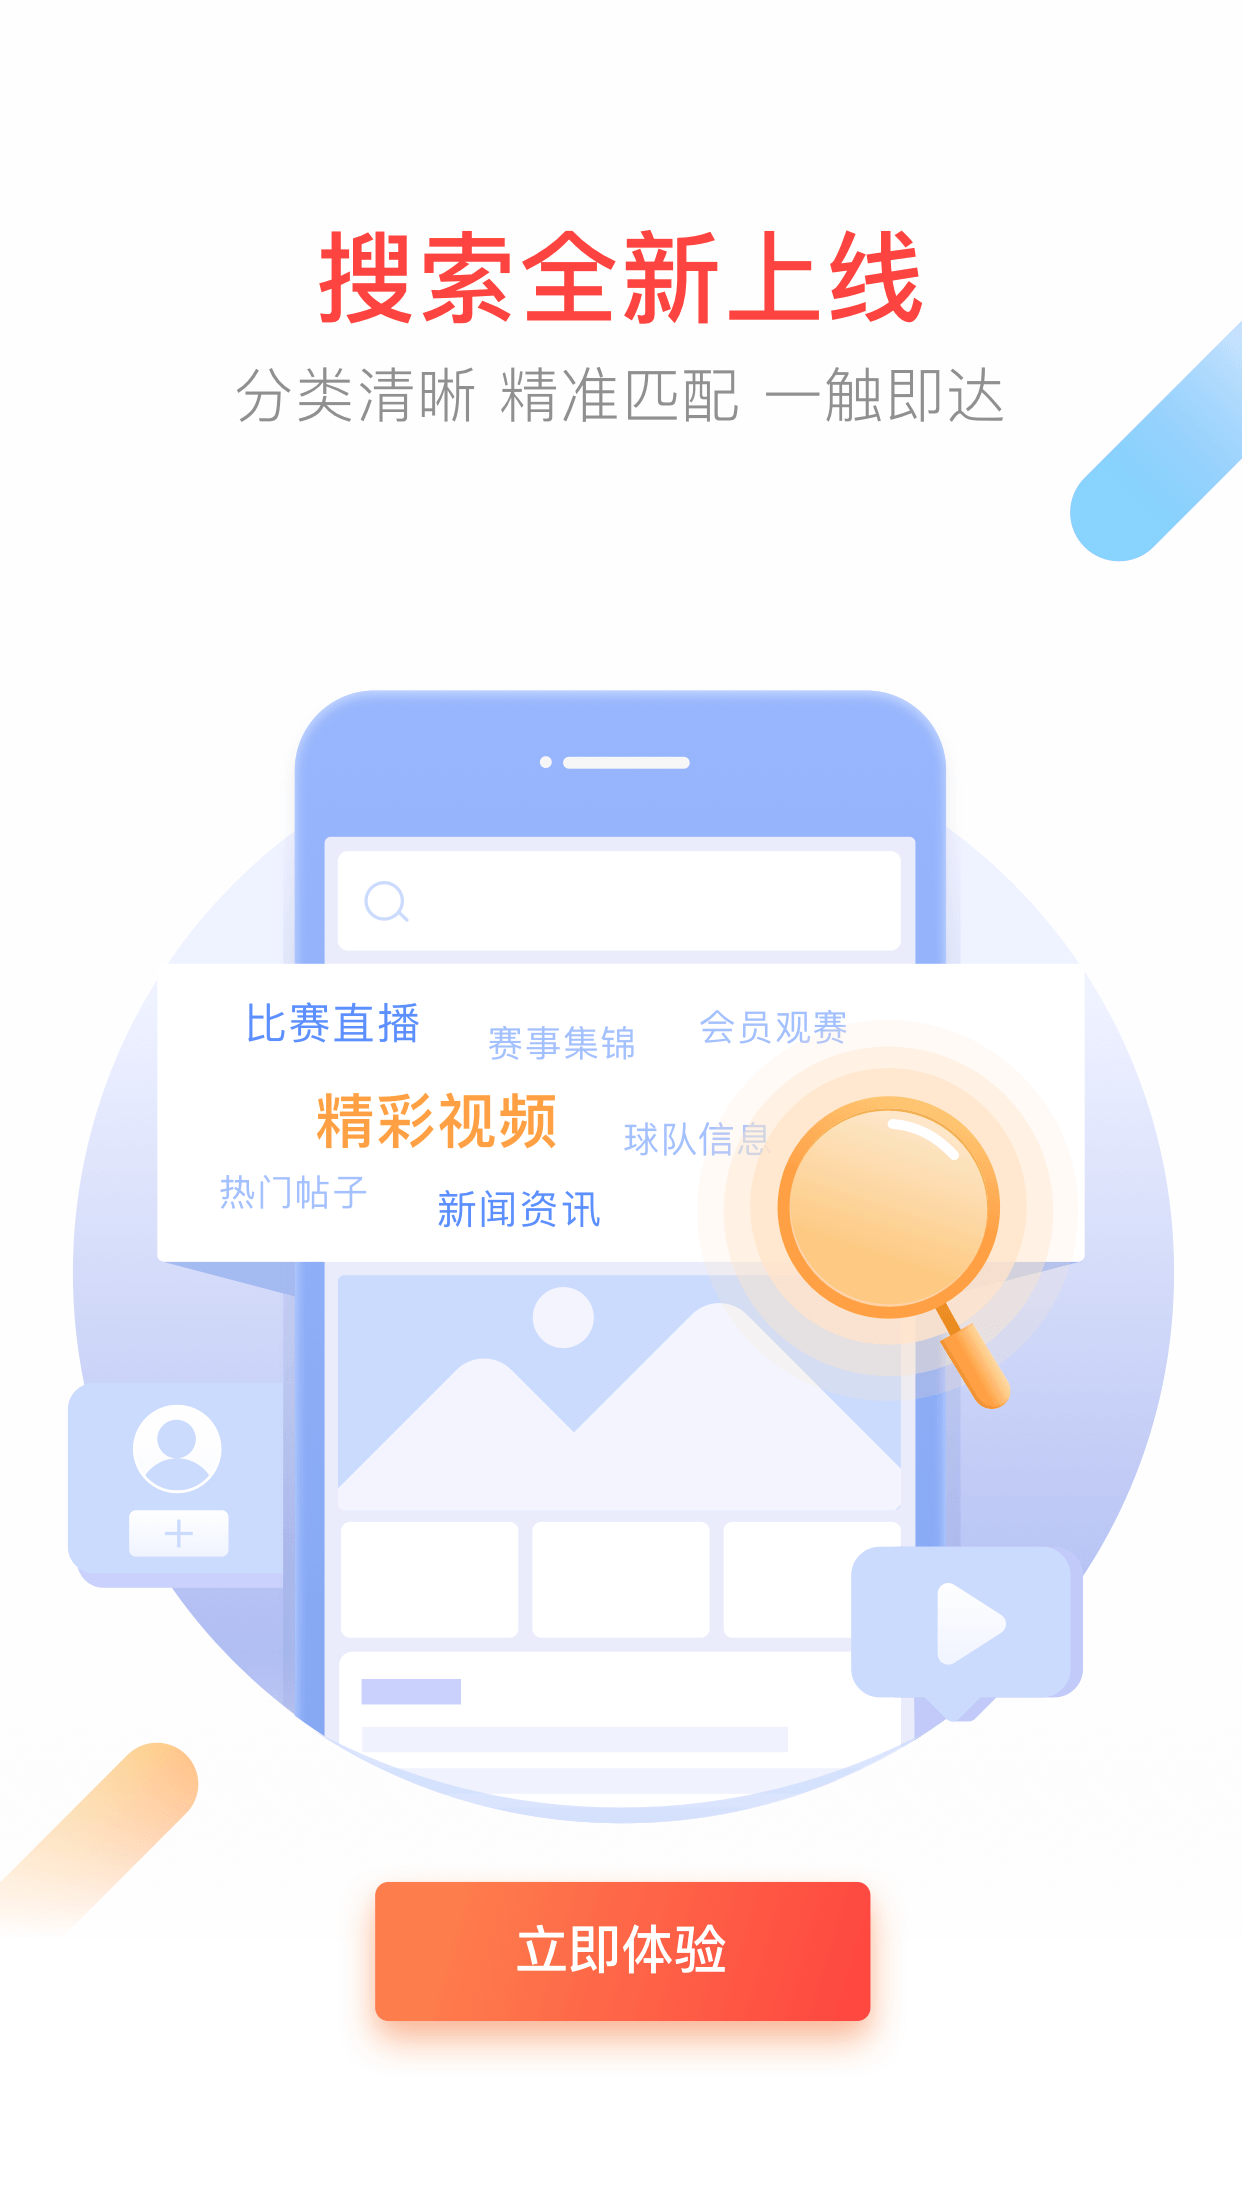 搜索全新上线
分类清晰 精准匹配 一触即达
比赛直播
赛事集锦
会员观赛
精彩视频
球队信息
热门帖子
新闻资讯
立即体验